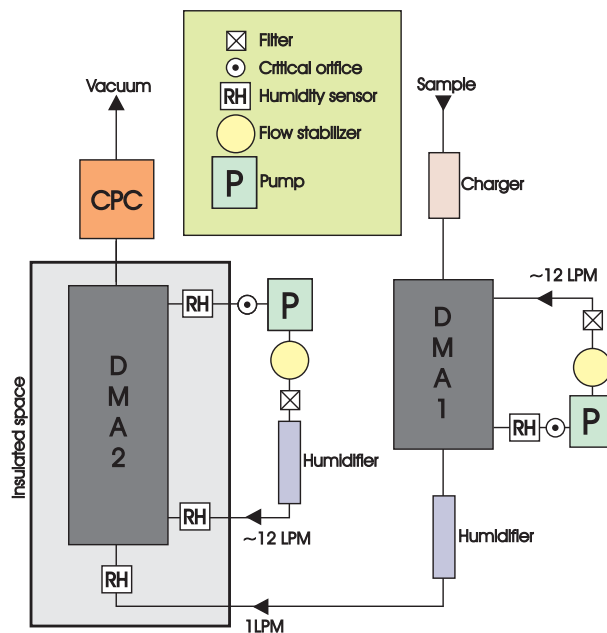 Filter
Critical orifice
RH Humidity sensor
Flow stabilizer
P Pump
Vacuum
Sample
CPC
Charger
~12 LPM
RH
P
D
M
A
2
D
M
A
1
P
RH
Insulated space
Humidifier
RH
~12 LPM
Humidifier
RH
1LPM